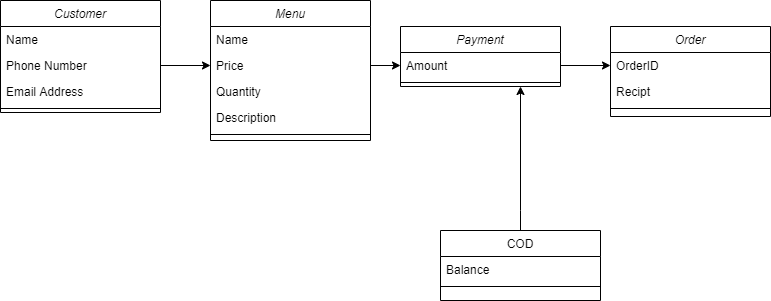 Customer
Name
Phone Number
Email Address
Menu
Name
Price
Quantity
Description
Payment
Amount
Order
OrderID
Recipt
COD
Balance